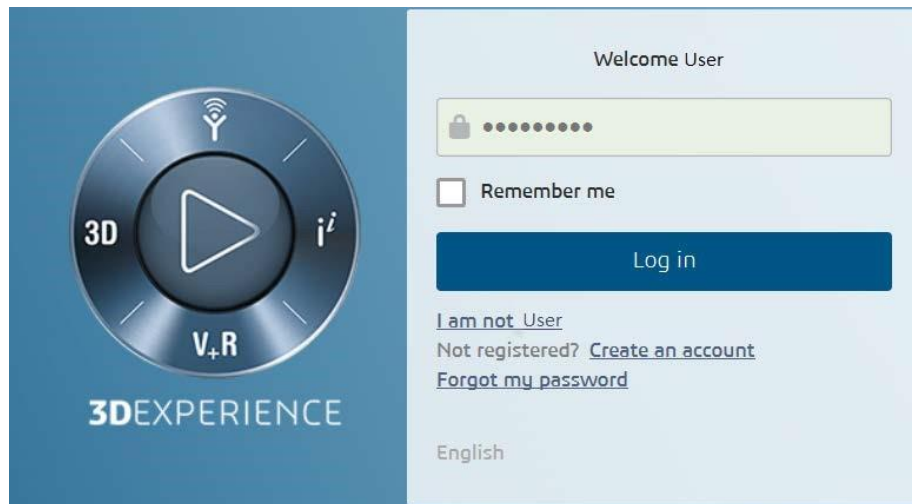 3D
iⁱ
V+R
3DEXPERIENCE
Welcome User
•••••••••
Remember me
Log in
I am not User
Not registered? Create an account
Forgot my password
English